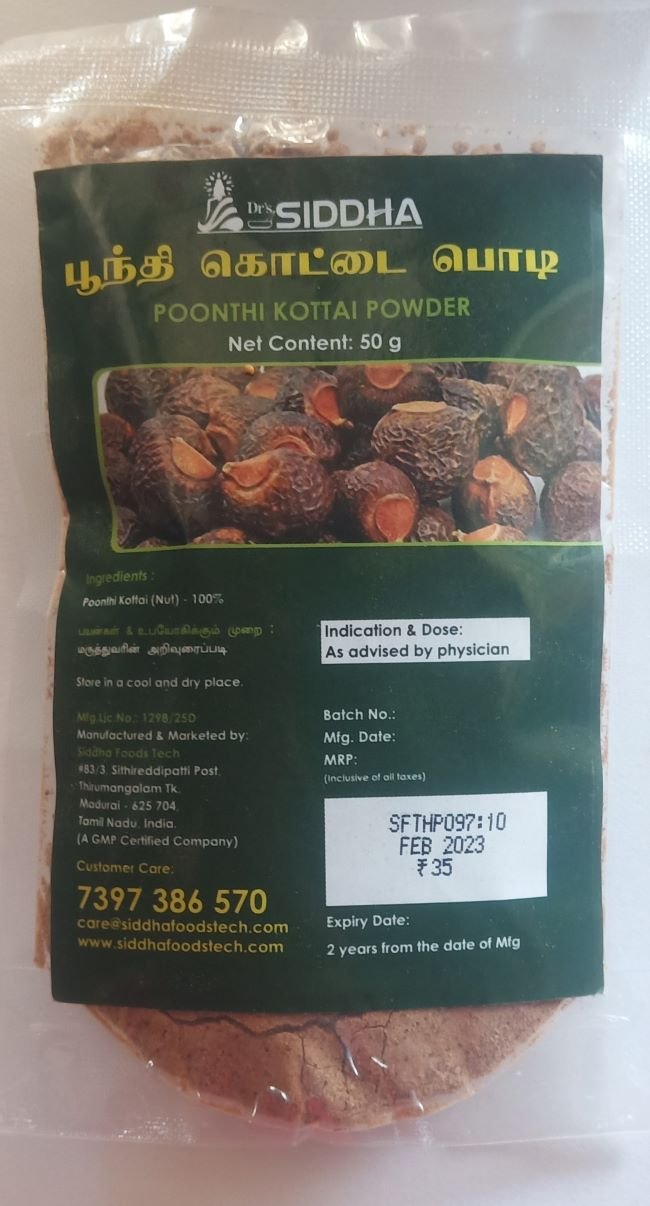 Dr's. SIDDHA
பூந்தி கொட்டை பொடி
POONTHI KOTTAI POWDER
Net Content: 50 g
Ingredients :
Poonthi Kottai (Nut) - 100%
பயன்கள் & உபயோகிக்கும் முறை :
மருத்துவரின் அறிவுரைப்படி
Store in a cool and dry place.
Mfg.Lic.No.: 1298/25D
Manufactured & Marketed by:
Siddha Foods Tech
#83/3, Sithireddipatti Post,
Thirumangalam Tk.
Madurai - 625 704,
Tamil Nadu, India.
(A GMP Certified Company)
Customer Care:
7397 386 570
care@siddhafoodstech.com
www.siddhafoodstech.com
Indication & Dose:
As advised by physician
Batch No.:
Mfg. Date:
MRP:
(Inclusive of all taxes)
SFTHP097:10
FEB 2023
₹35
Expiry Date:
2 years from the date of Mfg